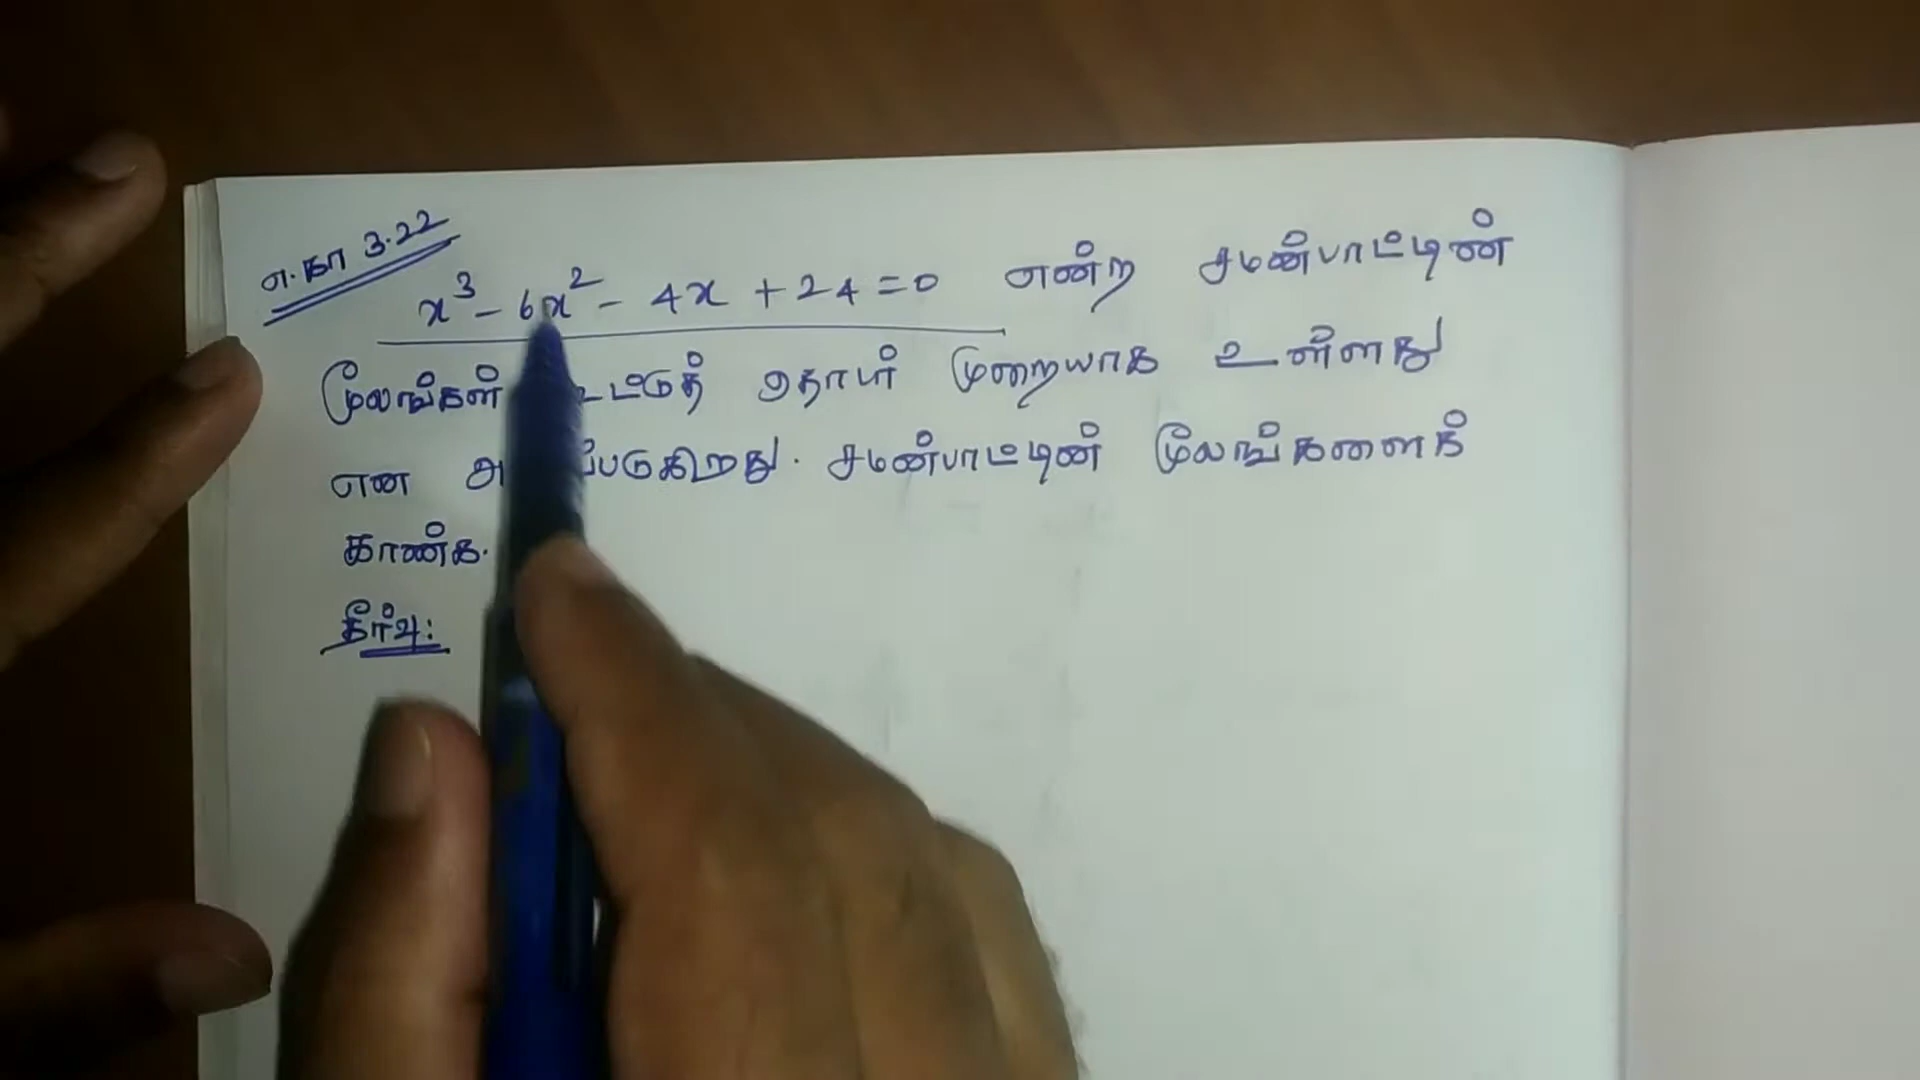 எ.கா 3.22
x³ - 6x² - 4x + 24 = 0 என்ற சமன்பாட்டின்
மூலங்கள் கூட்டுத் தொடர் முறையாக உள்ளது
என சமன்பாட்டின் மூலங்களைக்
காண்க.
தீர்வு: